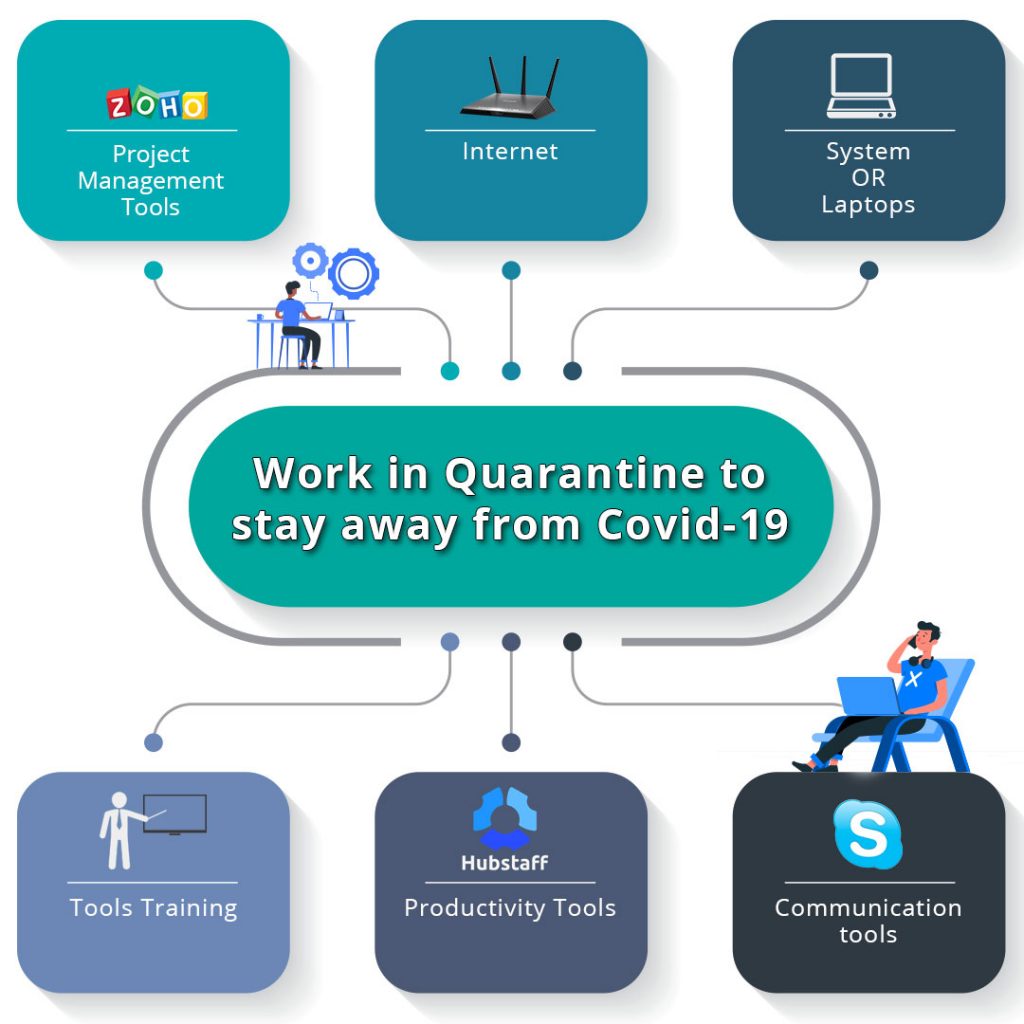 ZOHO
Project
Management
Tools
Internet
System
OR
Laptops
Work in Quarantine to
stay away from Covid-19
Tools Training
Hubstaff
Productivity Tools
S
Communication
tools